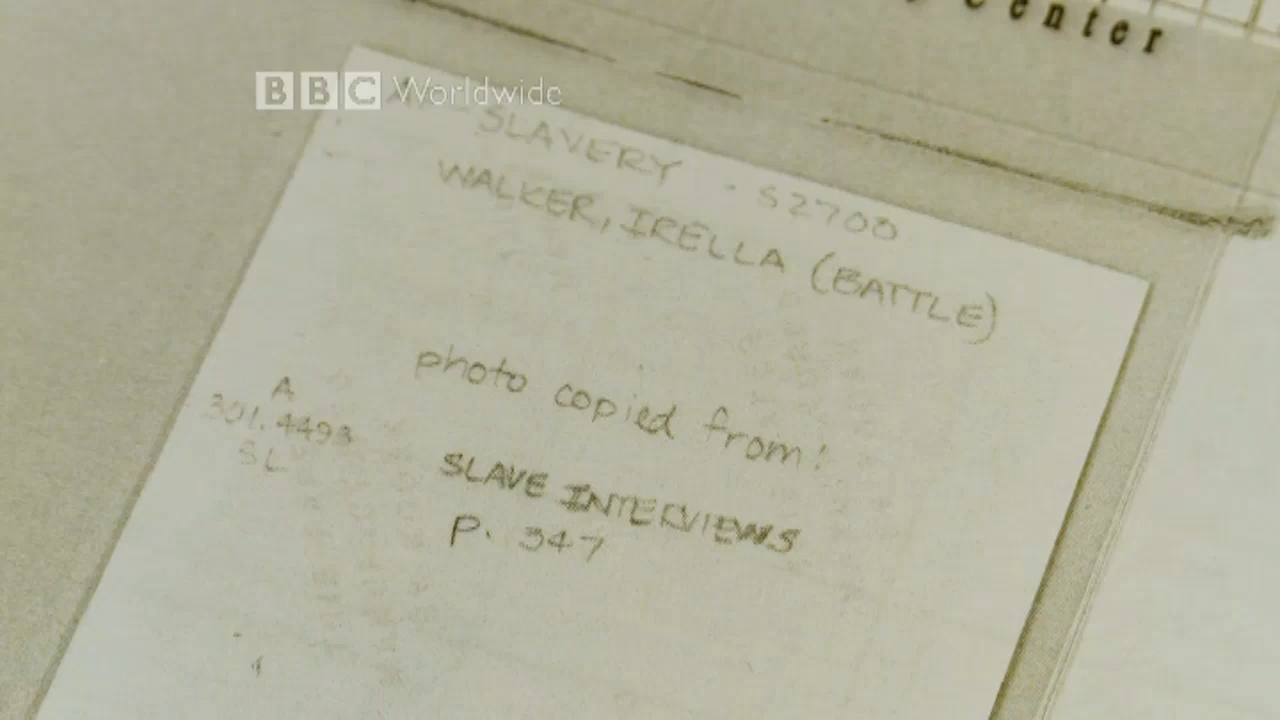 Center
BBC Worldwide
SLAVERY - S2700
WALKER, IRELLA (BATTLE)
photo copied from:
A
301.4493
SL
SLAVE INTERVIEWS
P. 347